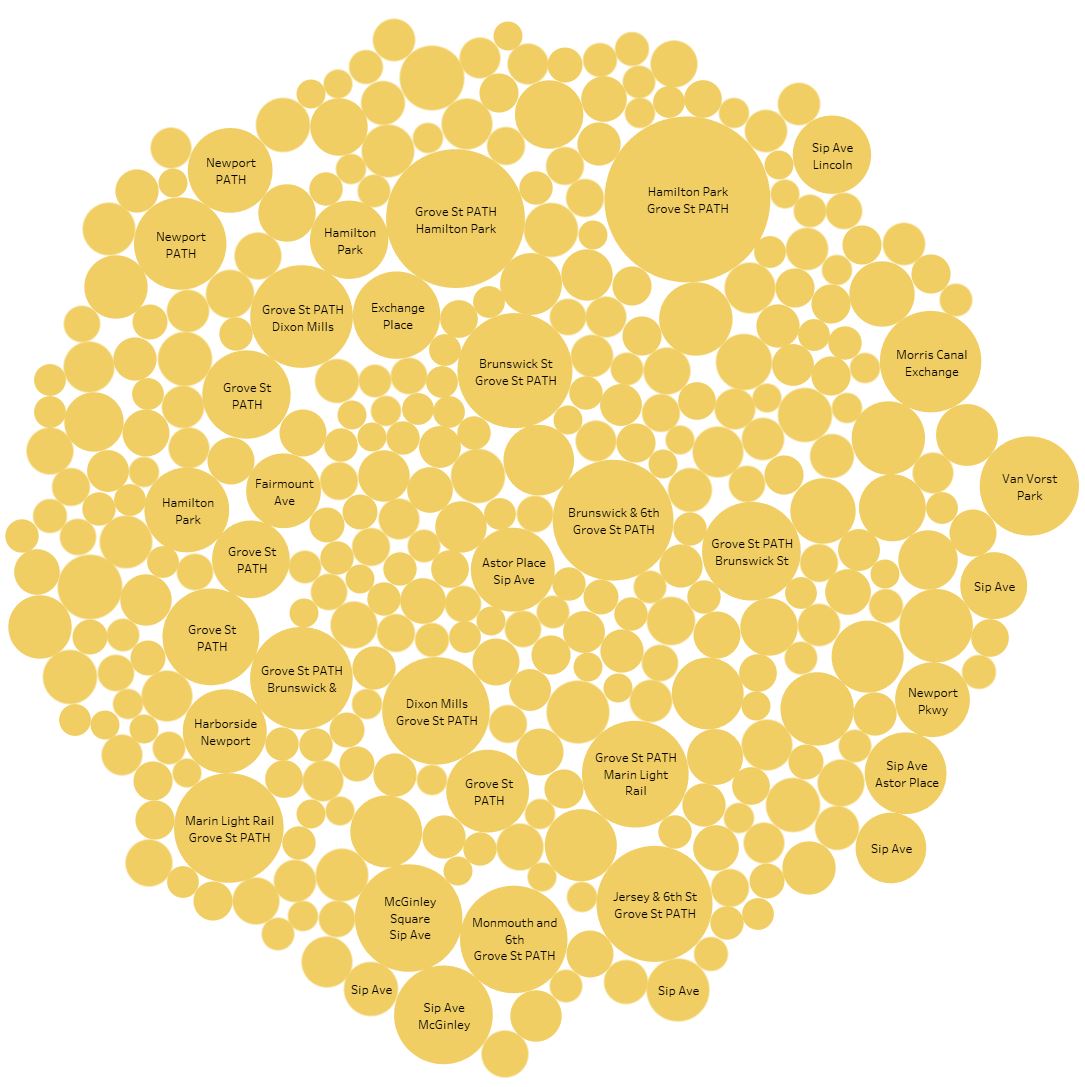 Sip Ave
Lincoln
Newport
PATH
Hamilton Park
Grove St PATH
Grove St PATH
Hamilton Park
Hamilton
Park
Newport
PATH
Grove St PATH
Dixon Mills
Exchange
Place
Brunswick St
Grove St PATH
Morris Canal
Exchange
Grove St
PATH
Van Vorst
Park
Fairmount
Ave
Hamilton
Park
Brunswick & 6th
Grove St PATH
Grove St PATH
Brunswick St
Grove St
PATH
Astor Place
Sip Ave
Sip Ave
Grove St
PATH
Grove St PATH
Brunswick &
Newport
Pkwy
Dixon Mills
Grove St PATH
Harborside
Newport
Grove St PATH
Marin Light
Rail
Sip Ave
Astor Place
Grove St
PATH
Marin Light Rail
Grove St PATH
Sip Ave
Jersey & 6th St
Grove St PATH
McGinley
Square
Sip Ave
Monmouth and
6th
Grove St PATH
Sip Ave
Sip Ave
Sip Ave
McGinley